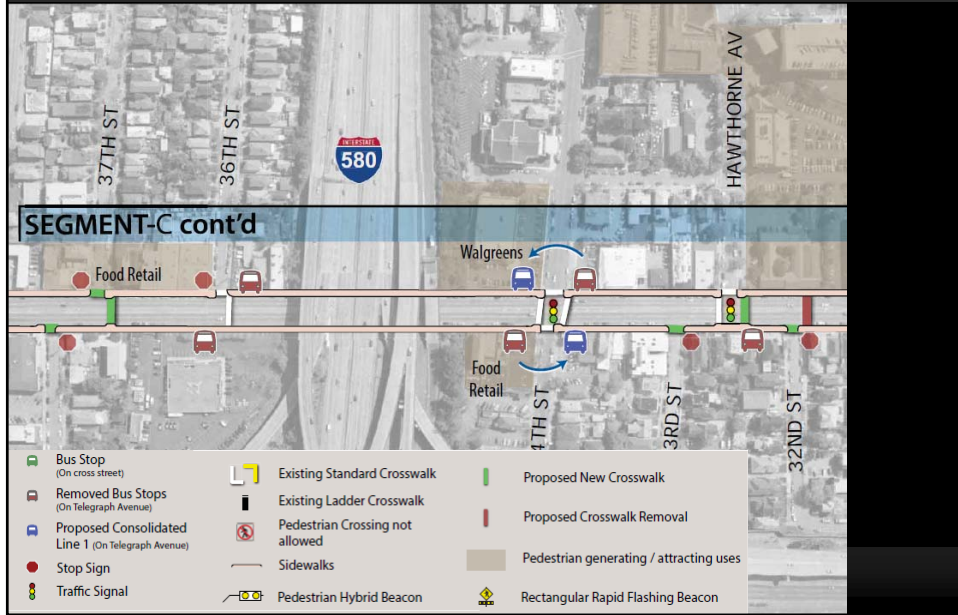 HAWTHORNE AV
37TH ST
36TH ST
INTERSTATE
580
SEGMENT-C cont'd
Walgreens
Food Retail
Food
Retail
4TH ST
3RD ST
32ND ST
Bus Stop
(On cross street)
Removed Bus Stops
(On Telegraph Avenue)
Proposed Consolidated
Line 1 (On Telegraph Avenue)
Stop Sign
Traffic Signal
Existing Standard Crosswalk
Existing Ladder Crosswalk
Pedestrian Crossing not
allowed
Sidewalks
Pedestrian Hybrid Beacon
Proposed New Crosswalk
Proposed Crosswalk Removal
Pedestrian generating / attracting uses
Rectangular Rapid Flashing Beacon